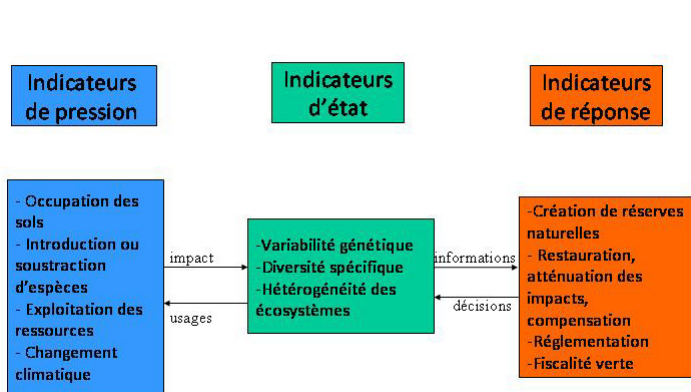 Indicateurs
de pression
Indicateurs
d'état
Indicateurs
de réponse
- Occupation des
sols
- Introduction ou
soustraction
d'espèces
- Exploitation des
ressources
- Changement
climatique
impact
usages
-Variabilité génétique
-Diversité spécifique
-Hétérogénéité des
écosystèmes
informations
décisions
-Création de réserves
naturelles
- Restauration,
atténuation des
impacts,
compensation
-Réglementation
-Fiscalité verte